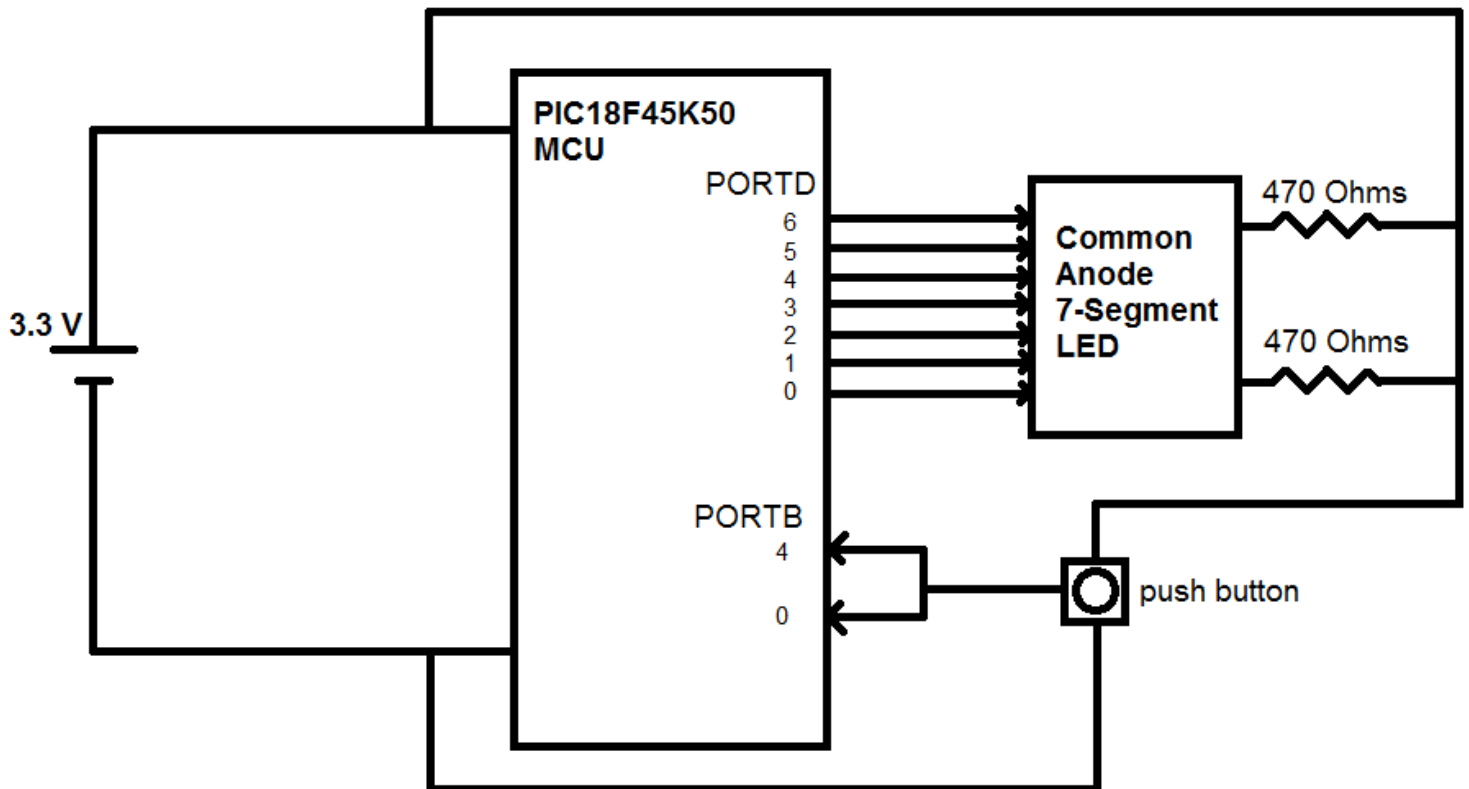 PIC18F45K50
MCU
PORTD
6
5
4
3
2
1
0
PORTB
4
0
3.3 V
Common
Anode
7-Segment
LED
470 Ohms
470 Ohms
push button